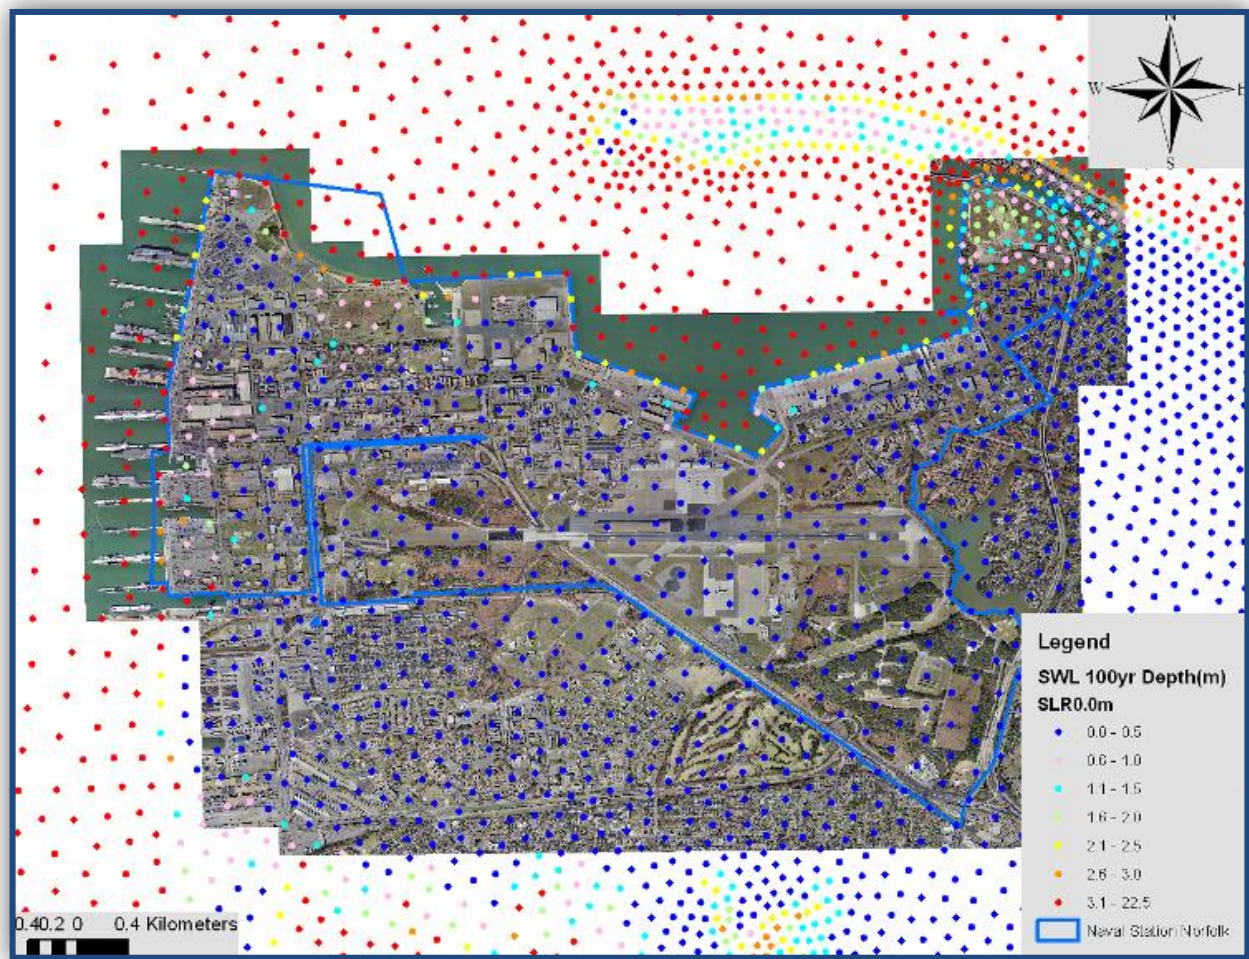 N
W
E
S
Legend
SWL 100yr Depth(m)
SLR0.0m
0.0 - 0.5
0.6 - 1.0
1.1 - 1.5
1.6 - 2.0
2.1 - 2.5
2.6 - 3.0
3.1 - 22.5
Naval Station Norfolk
0.40.2 0 0.4 Kilometers